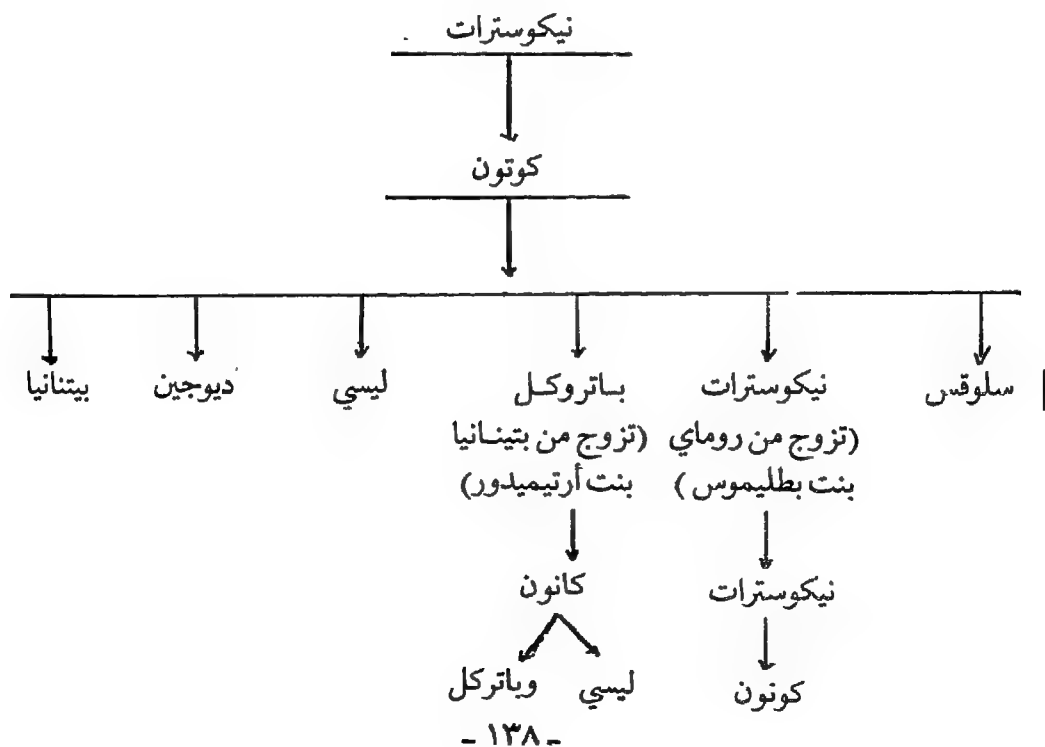 نيكوسترات
كوتون
سلوقس نيكوسترات باتروكل ليسي ديوجين بيتنانيا
(تزوج من روماي (تزوج من بتينانيا
بنت بطليموس) بنت أرتيميدور)
نيكوسترات كانون
كونون ليسي وباتركل
- ١٣٨ -